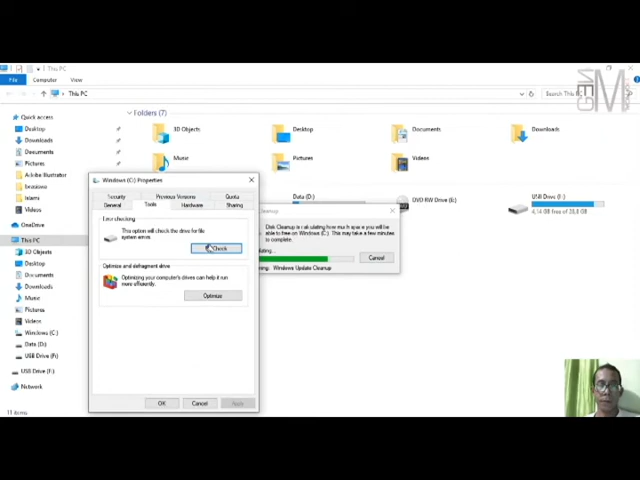 This PC
File
Computer
View
This PC
Search This PC
Quick access
Desktop
Downloads
Documents
Pictures
Adobe Illustrator
Islami
Videos
OneDrive
This PC
3D Objects
Desktop
Documents
Downloads
Music
Pictures
Videos
Windows (C:)
Data (D:)
USB Drive (F:)
USB Drive (F:)
Network
11 items
Folders (7)
3D Objects
Desktop
Documents
Downloads
Music
Pictures
Videos
Data (D:)
DVD RW Drive (E:)
USB Drive (F:)
Windows (C:) Properties
Security
Previous Versions
Quota
General
Tools
Hardware
Sharing
Error checking
This option will check the drive for file
system errors.
Check
Optimize and defragment drive
Optimizing your computer's drives can help it run
more efficiently.
Optimize
OK
Cancel
Apply
Cleanup
Disk Cleanup is calculating how much space you will be
able to free on Windows (C:). This may take a few minutes
to complete.
Cancel
Windows Update Cleanup